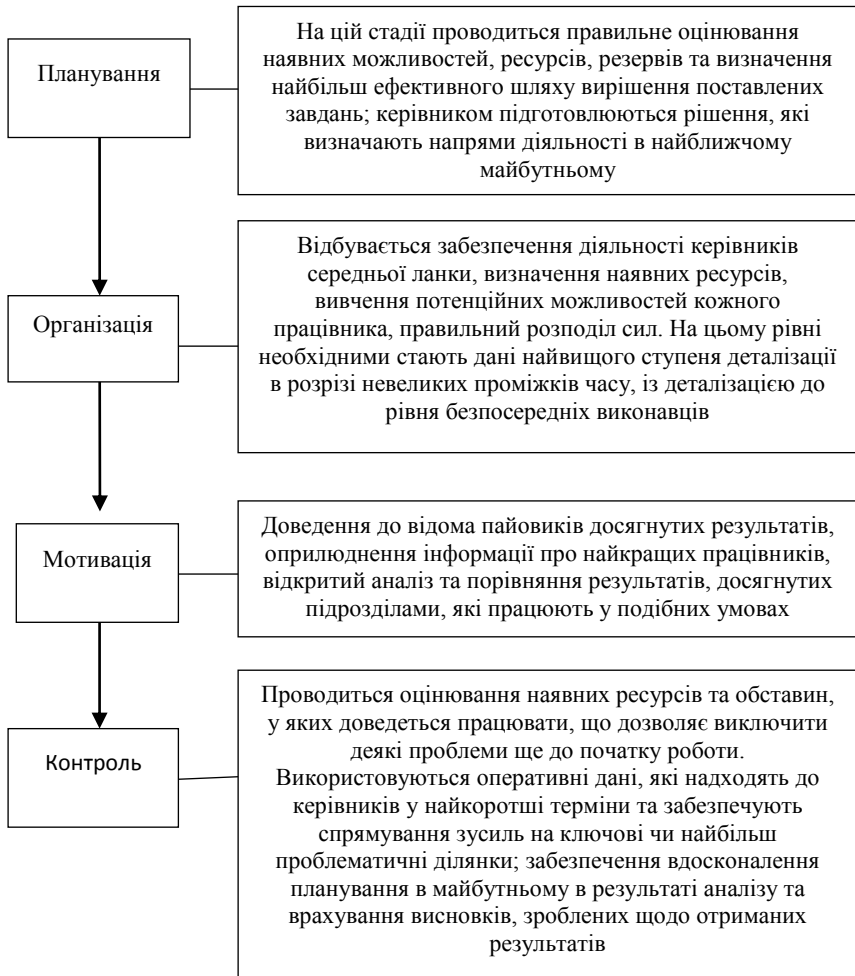 Планування
На цій стадії проводиться правильне оцінювання
наявних можливостей, ресурсів, резервів та визначення
найбільш ефективного шляху вирішення поставлених
завдань; керівником підготовлюються рішення, які
визначають напрями діяльності в найближчому
майбутньому
Організація
Відбувається забезпечення діяльності керівників
середньої ланки, визначення наявних ресурсів,
вивчення потенційних можливостей кожного
працівника, правильний розподіл сил. На цьому рівні
необхідними стають дані найвищого ступеня деталізації
в розрізі невеликих проміжків часу, із деталізацією до
рівня безпосередніх виконавців
Мотивація
Доведення до відома пайовиків досягнутих результатів,
оприлюднення інформації про найкращих працівників,
відкритий аналіз та порівняння результатів, досягнутих
підрозділами, які працюють у подібних умовах
Контроль
Проводиться оцінювання наявних ресурсів та обставин,
у яких доведеться працювати, що дозволяє виключити
деякі проблеми ще до початку роботи.
Використовуються оперативні дані, які надходять до
керівників у найкоротші терміни та забезпечують
спрямування зусиль на ключові чи найбільш
проблематичні ділянки; забезпечення вдосконалення
планування в майбутньому в результаті аналізу та
врахування висновків, зроблених щодо отриманих
результатів